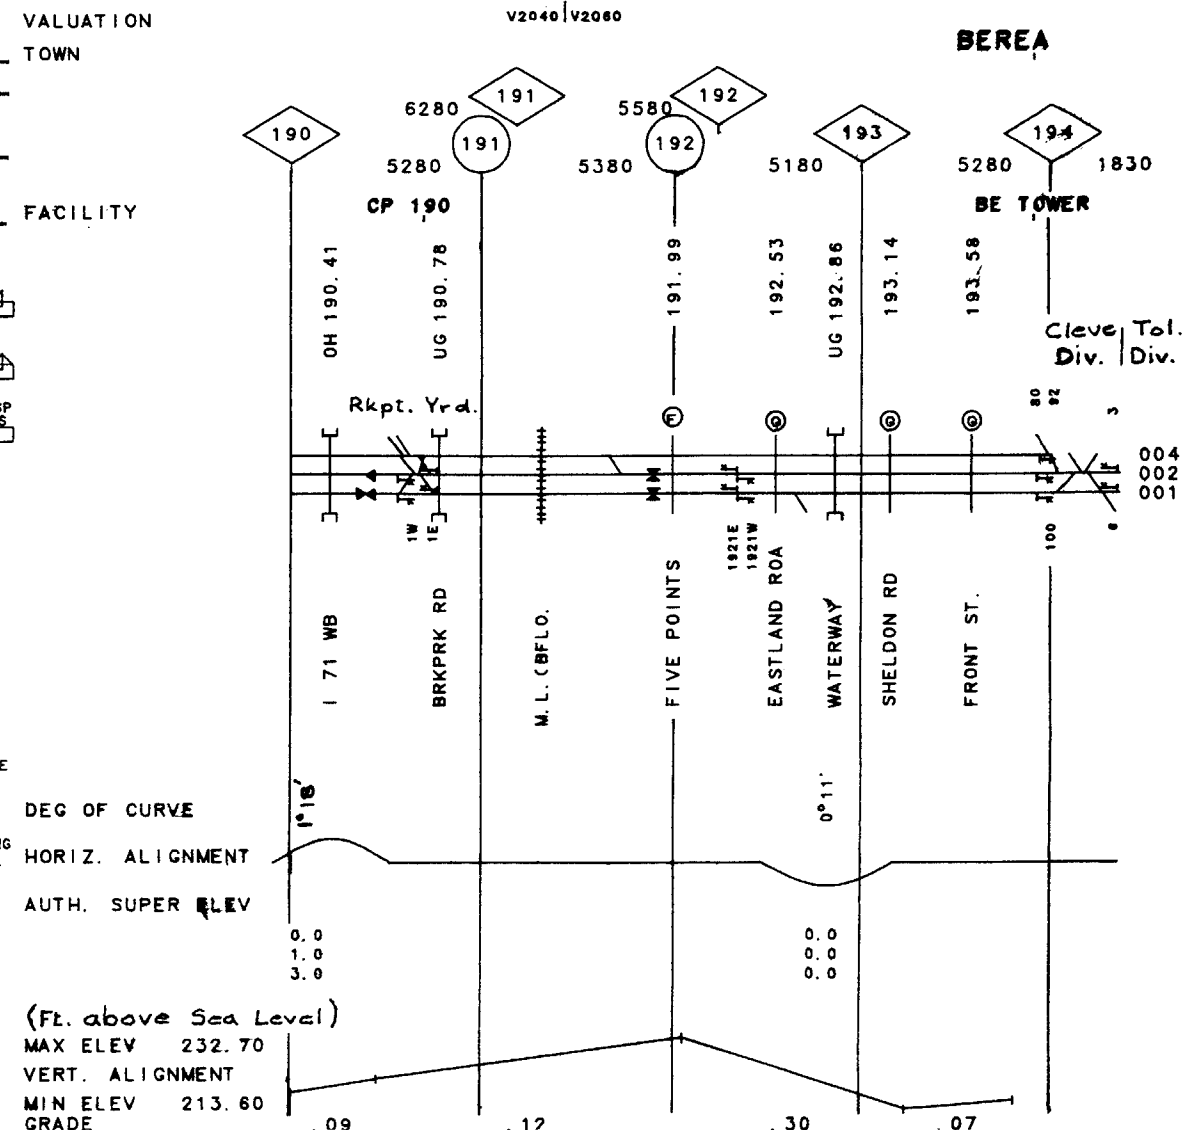 VALUATION
V2040 V2060
TOWN
BEREA
190
6280
191
5580
192
193
194
5280
191
5380
192
5180
5280
1830
FACILITY
CP 190
BE TOWER
OH 190.41
UG 190.78
191.99
192.53
UG 192.86
193.14
193.58
Cleve Tol.
Div. Div.
80
92
3
Rkpt. Yrd.
F
G
G
G
004
002
001
1W
1E
1921E
1921W
100
I 71 WB
BRKPRK RD
M.L. (BFLO.
FIVE POINTS
EASTLAND ROA
WATERWAY
SHELDON RD
FRONT ST.
DEG OF CURVE
1°18'
0°11'
HORIZ. ALIGNMENT
AUTH. SUPER ELEV
0.0
1.0
3.0
0.0
0.0
0.0
(Ft. above Sea Level)
MAX ELEV 232.70
VERT. ALIGNMENT
MIN ELEV 213.60
GRADE
.09
.12
.30
.07